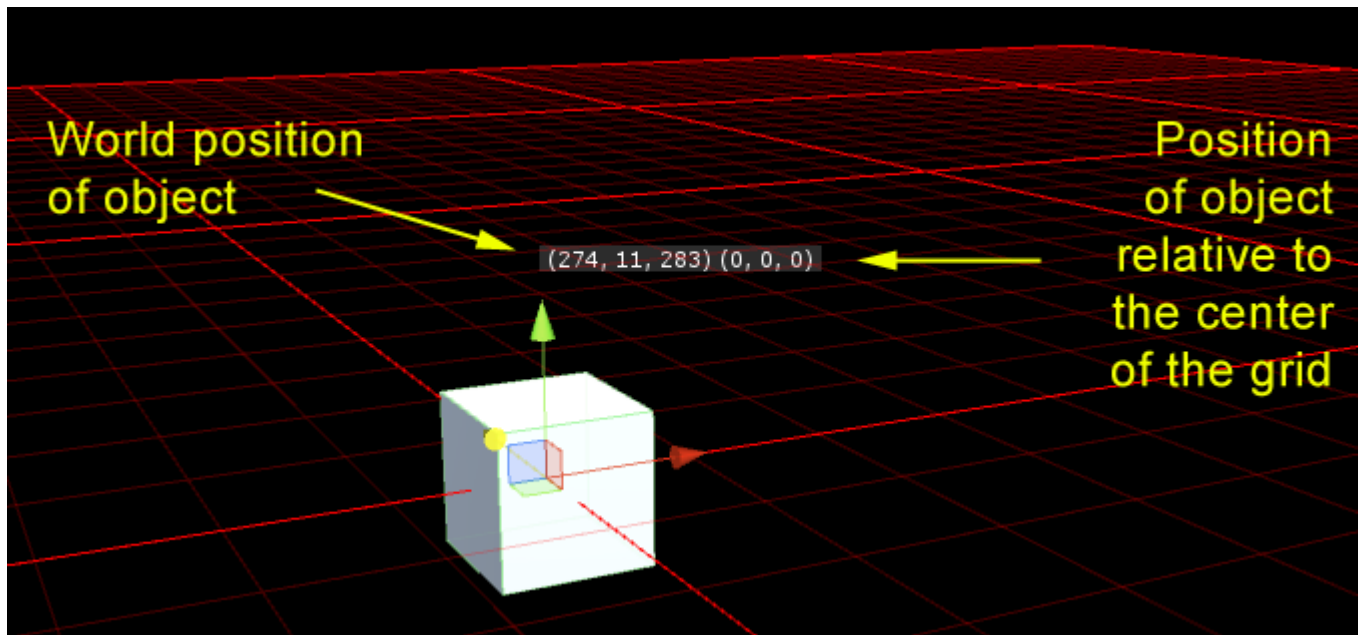 World position
of object
(274, 11, 283) (0, 0, 0)
Position
of object
relative to
the center
of the grid